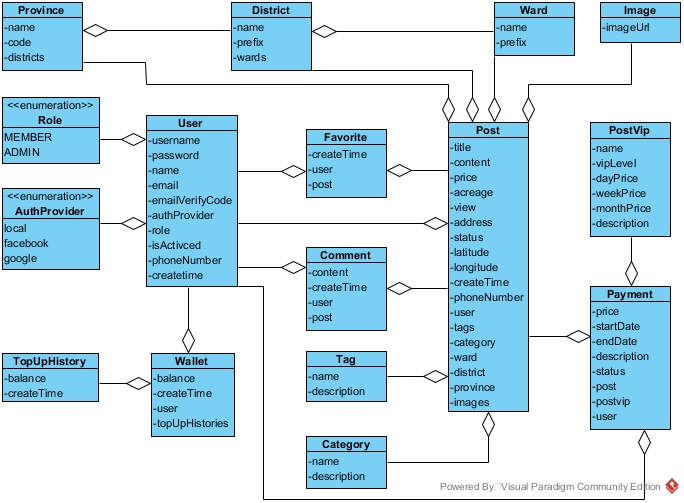 Province
-name
-code
-districts
District
-name
-prefix
-wards
Ward
-name
-prefix
Image
-imageUrl
<<enumeration>>
Role
MEMBER
ADMIN
<<enumeration>>
AuthProvider
local
facebook
google
User
-username
-password
-name
-email
-emailVerifyCode
-authProvider
-role
-isActivced
-phoneNumber
-createtime
Favorite
-createTime
-user
-post
Comment
-content
-createTime
-user
-post
Post
-title
-content
-price
-acreage
-view
-address
-status
-latitude
-longitude
-createTime
-phoneNumber
-user
-tags
-category
-ward
-district
-province
-images
PostVip
-name
-vipLevel
-dayPrice
-weekPrice
-monthPrice
-description
Payment
-price
-startDate
-endDate
-description
-status
-post
-postvip
-user
TopUpHistory
-balance
-createTime
Wallet
-balance
-createTime
-user
-topUpHistories
Tag
-name
-description
Category
-name
-description
Powered By Visual Paradigm Community Edition